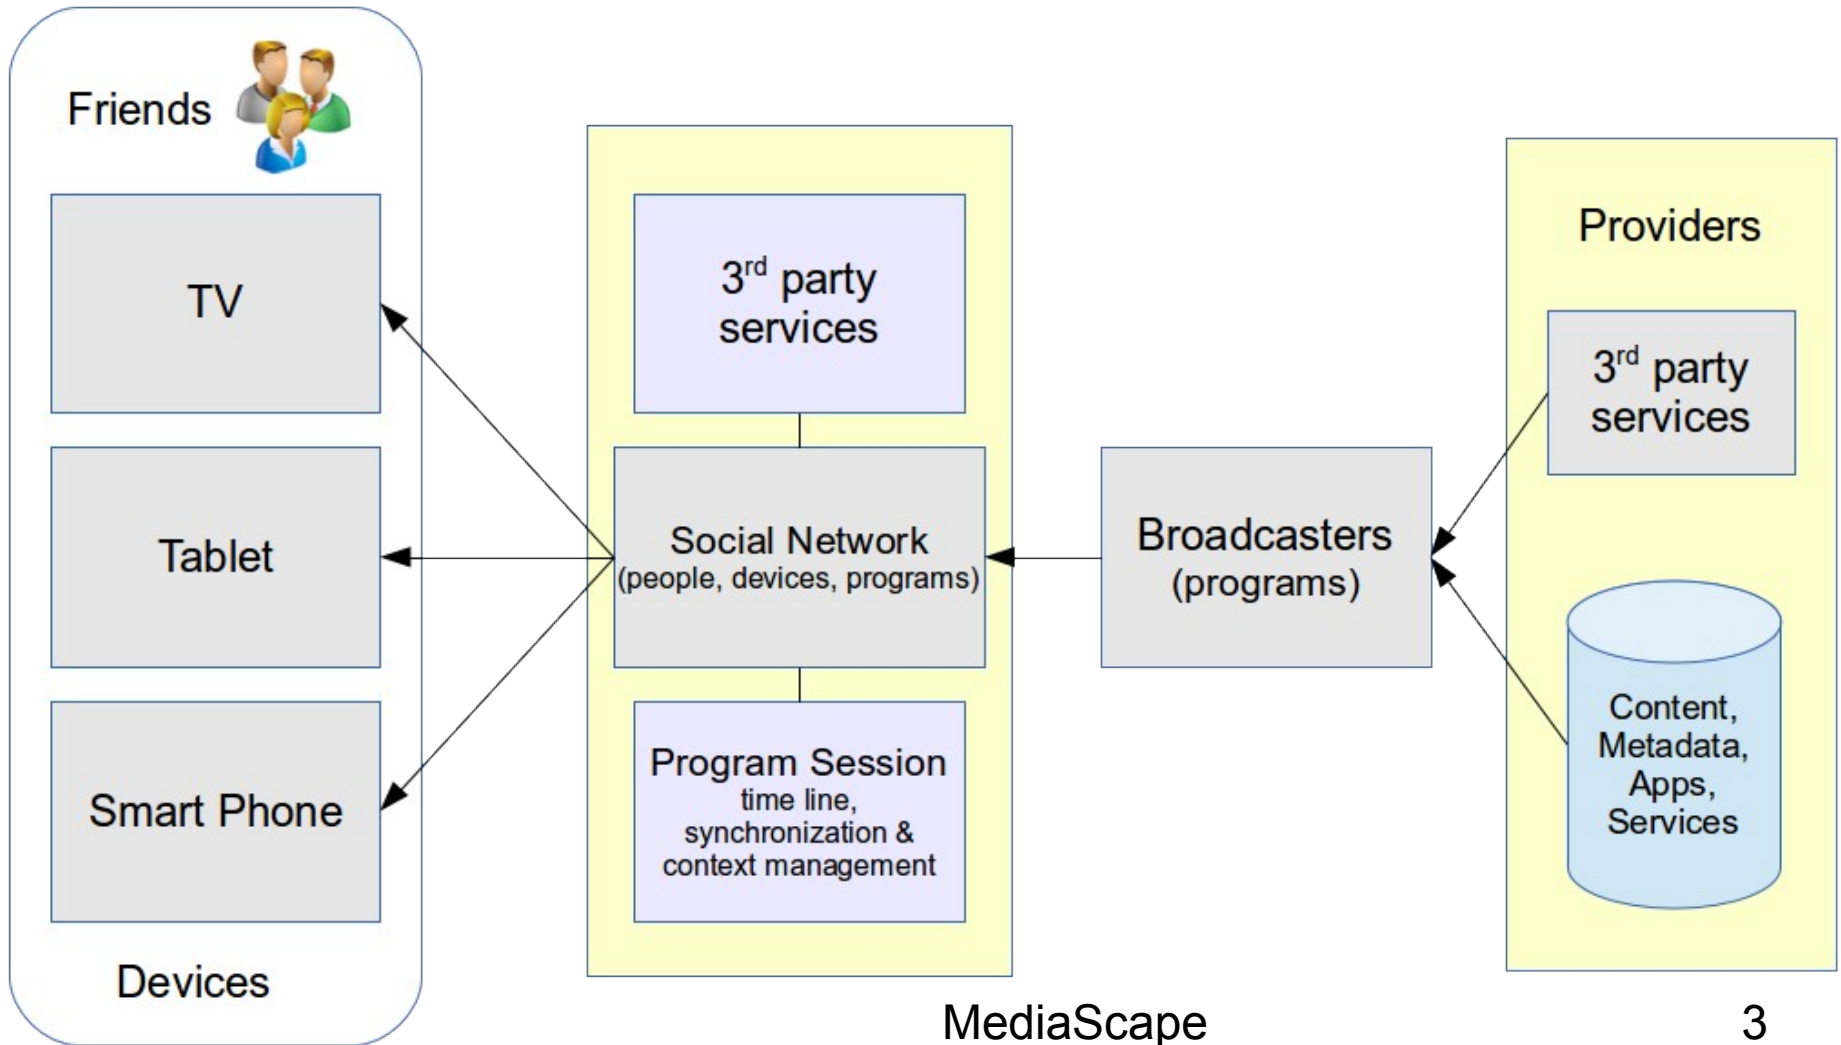 Friends
TV
Tablet
Smart Phone
Devices
3rd party
services
Social Network
(people, devices, programs)
Program Session
time line,
synchronization &
context management
Broadcasters
(programs)
Providers
3rd party
services
Content,
Metadata,
Apps,
Services
MediaScape
3